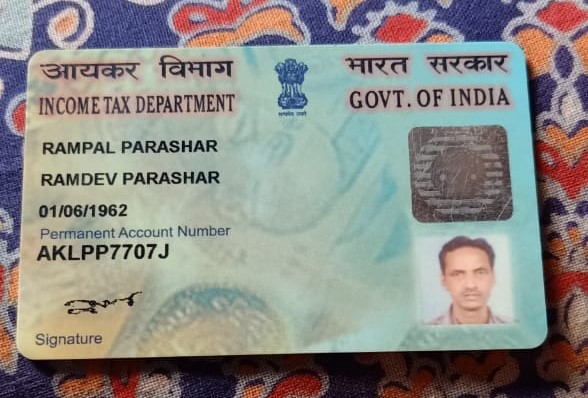 आयकर विभाग
भारत सरकार
INCOME TAX DEPARTMENT
GOVT. OF INDIA
सत्यमेव जयते
RAMPAL PARASHAR
RAMDEV PARASHAR
01/06/1962
Permanent Account Number
AKLPP7707J
Signature